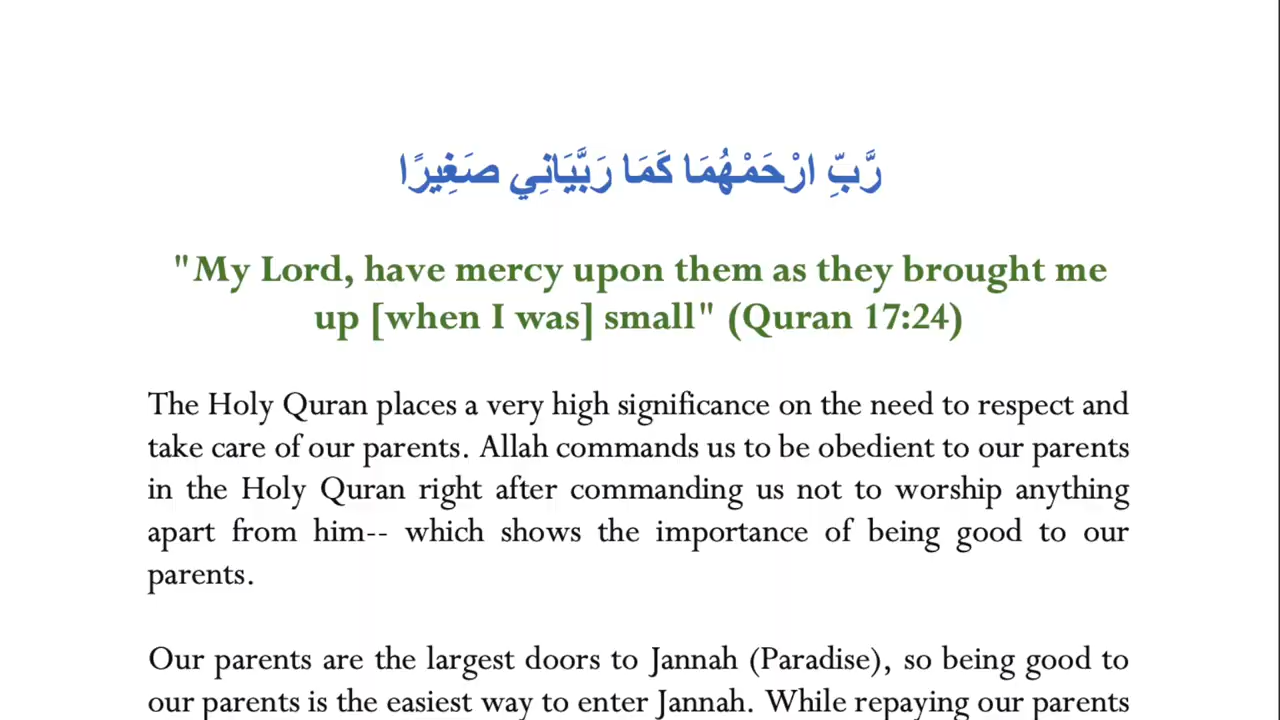 رَّبِّ ارْحَمْهُمَا كَمَا رَبَّيَانِي صَغِيرًا
"My Lord, have mercy upon them as they brought me
up [when I was] small" (Quran 17:24)
The Holy Quran places a very high significance on the need to respect and
take care of our parents. Allah commands us to be obedient to our parents
in the Holy Quran right after commanding us not to worship anything
apart from him-- which shows the importance of being good to our
parents.
Our parents are the largest doors to Jannah (Paradise), so being good to
our parents is the easiest way to enter Jannah. While repaying our parents